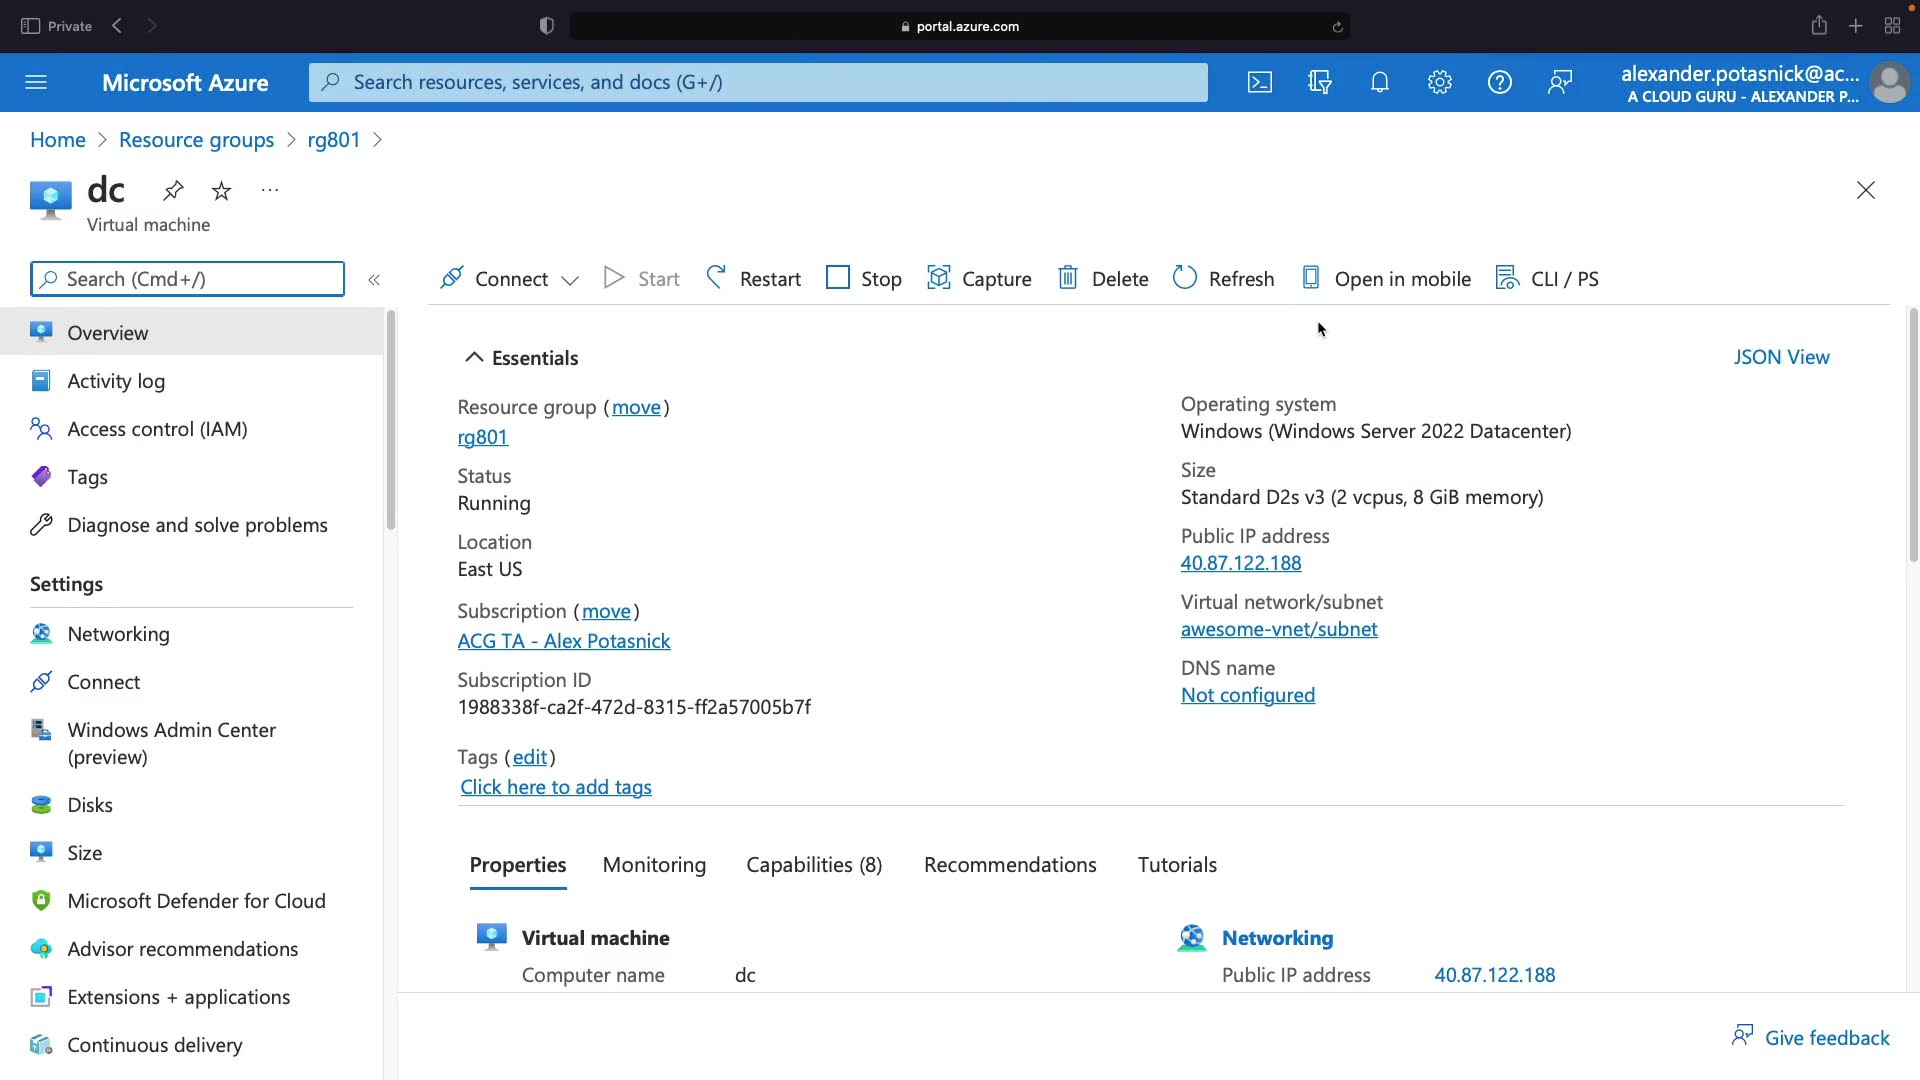 Private
portal.azure.com
Microsoft Azure
Search resources, services, and docs (G+/)
alexander.potasnick@ac...
A CLOUD GURU - ALEXANDER P...
Home > Resource groups > rg801 >
dc
Virtual machine
Search (Cmd+/)
Connect Start Restart Stop Capture Delete Refresh Open in mobile CLI / PS
Overview
Activity log
Access control (IAM)
Tags
Diagnose and solve problems
Settings
Networking
Connect
Windows Admin Center
(preview)
Disks
Size
Microsoft Defender for Cloud
Advisor recommendations
Extensions + applications
Continuous delivery
Essentials
JSON View
Resource group (move)
rg801
Status
Running
Location
East US
Subscription (move)
ACG TA - Alex Potasnick
Subscription ID
1988338f-ca2f-472d-8315-ff2a57005b7f
Tags (edit)
Click here to add tags
Operating system
Windows (Windows Server 2022 Datacenter)
Size
Standard D2s v3 (2 vcpus, 8 GiB memory)
Public IP address
40.87.122.188
Virtual network/subnet
awesome-vnet/subnet
DNS name
Not configured
Properties Monitoring Capabilities (8) Recommendations Tutorials
Virtual machine
Computer name dc
Networking
Public IP address 40.87.122.188
Give feedback